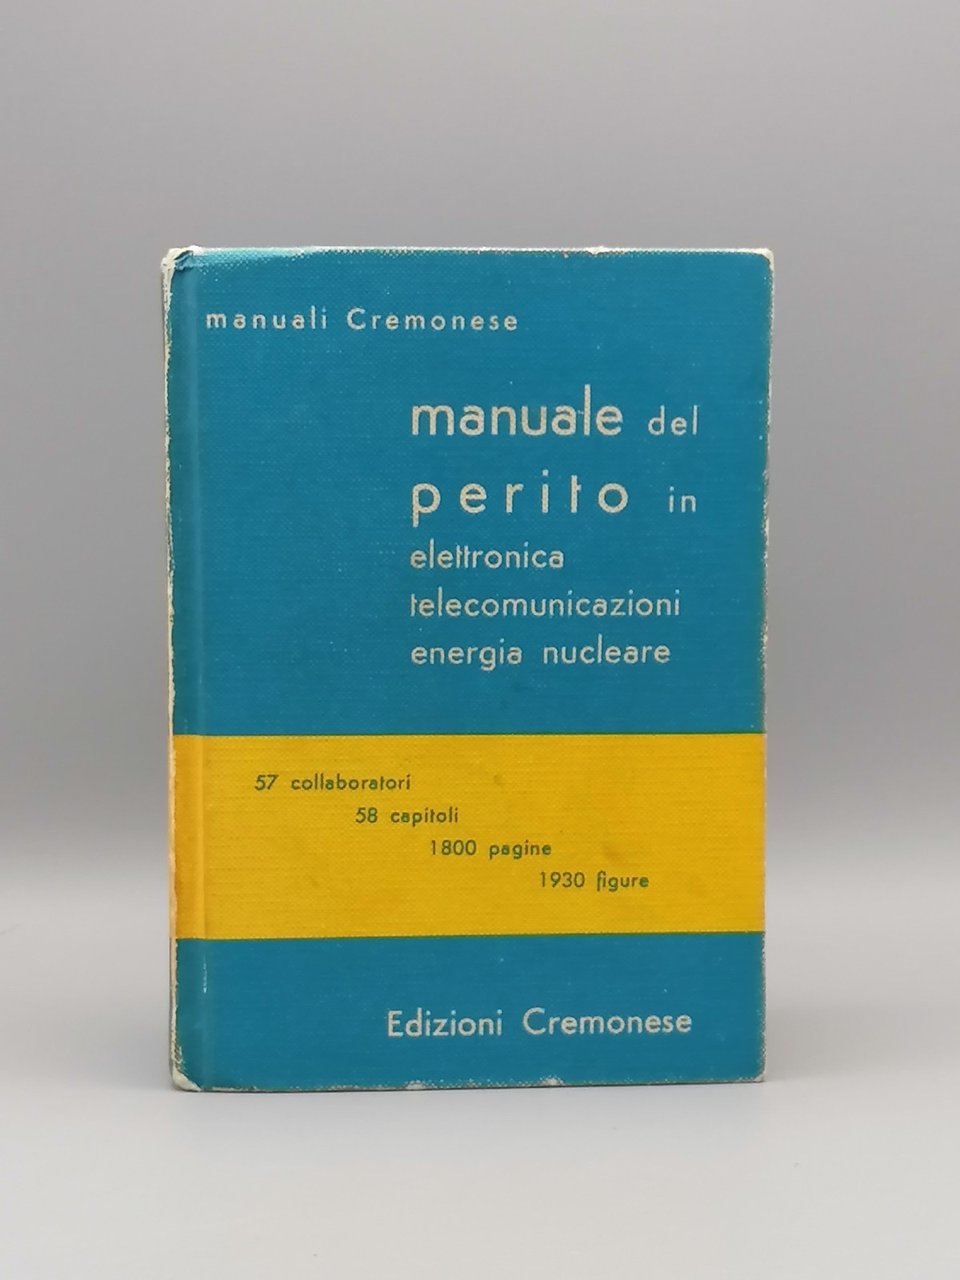 manuali Cremonese
manuale del
perito in
elettronica
telecomunicazioni
energia nucleare
57 collaboratori
58 capitoli
1800 pagine
1930 figure
Edizioni Cremonese